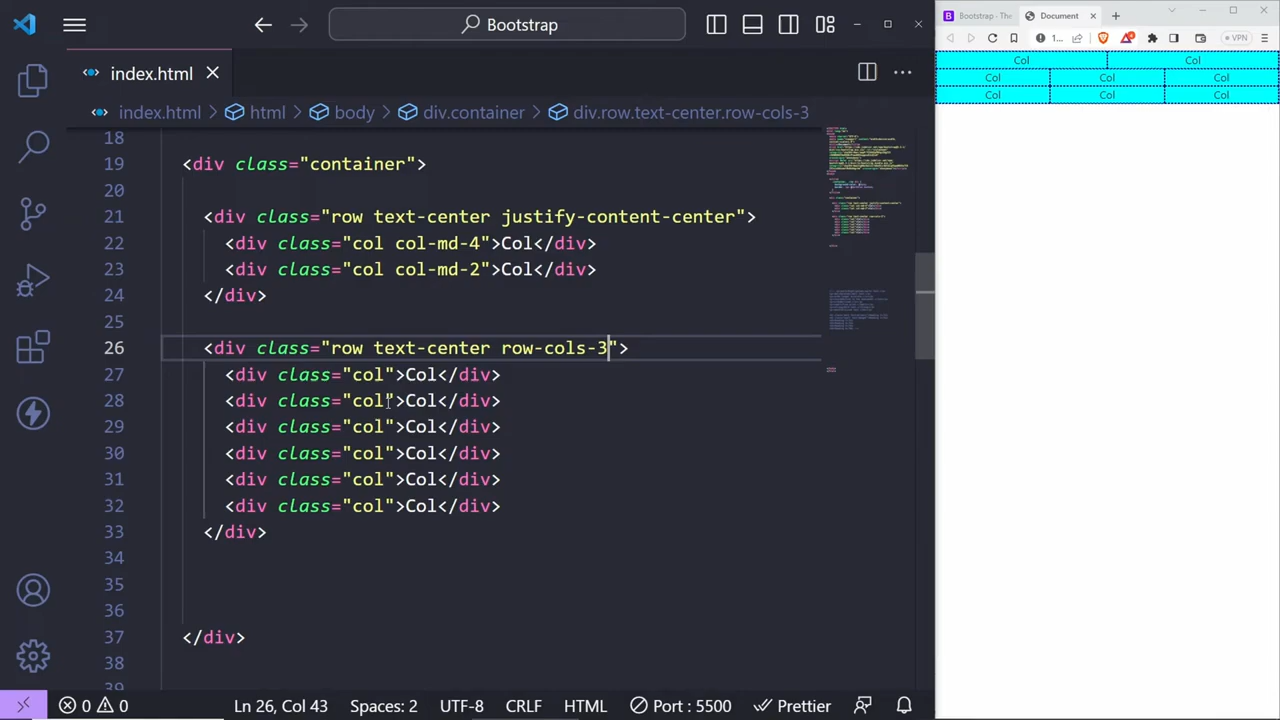 Bootstrap
index.html
index.html html body div.container div.row.text-center.row-cols-3
18
19 <div class="container">
20
21 <div class="row text-center justify-content-center">
22 <div class="col col-md-4">Col</div>
23 <div class="col col-md-2">Col</div>
24 </div>
25
26 <div class="row text-center row-cols-3">
27 <div class="col">Col</div>
28 <div class="col">Col</div>
29 <div class="col">Col</div>
30 <div class="col">Col</div>
31 <div class="col">Col</div>
32 <div class="col">Col</div>
33 </div>
34
35
36
37 </div>
38
39
0 0 Ln 26, Col 43 Spaces: 2 UTF-8 CRLF HTML Port : 5500 Prettier
B Bootstrap - The Document
1... VPN
Col Col
Col Col Col
Col Col Col